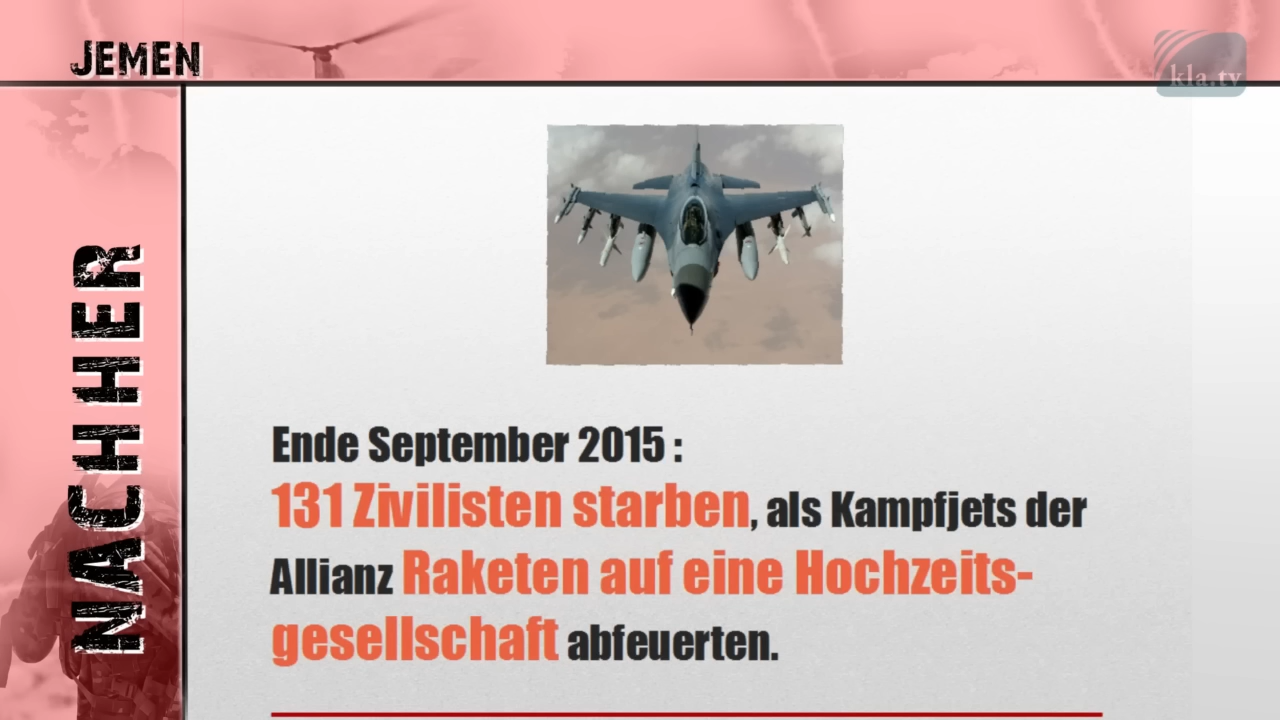 JEMEN
kla.tv
NACHHER
Ende September 2015 :
131 Zivilisten starben, als Kampfjets der
Allianz Raketen auf eine Hochzeits-
gesellschaft abfeuerten.